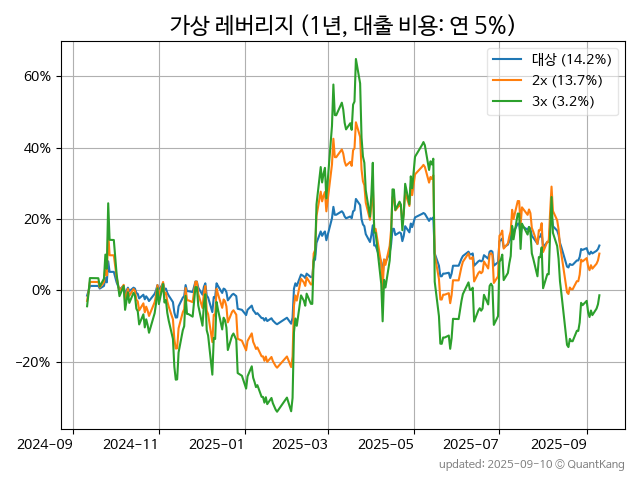 가상 레버리지 (1년, 대출 비용: 연 5%)
대상 (14.2%)
2x (13.7%)
3x (3.2%)
60%
40%
20%
0%
−20%
2024-09 2024-11 2025-01 2025-03 2025-05 2025-07 2025-09
updated: 2025-09-10 © QuantKang